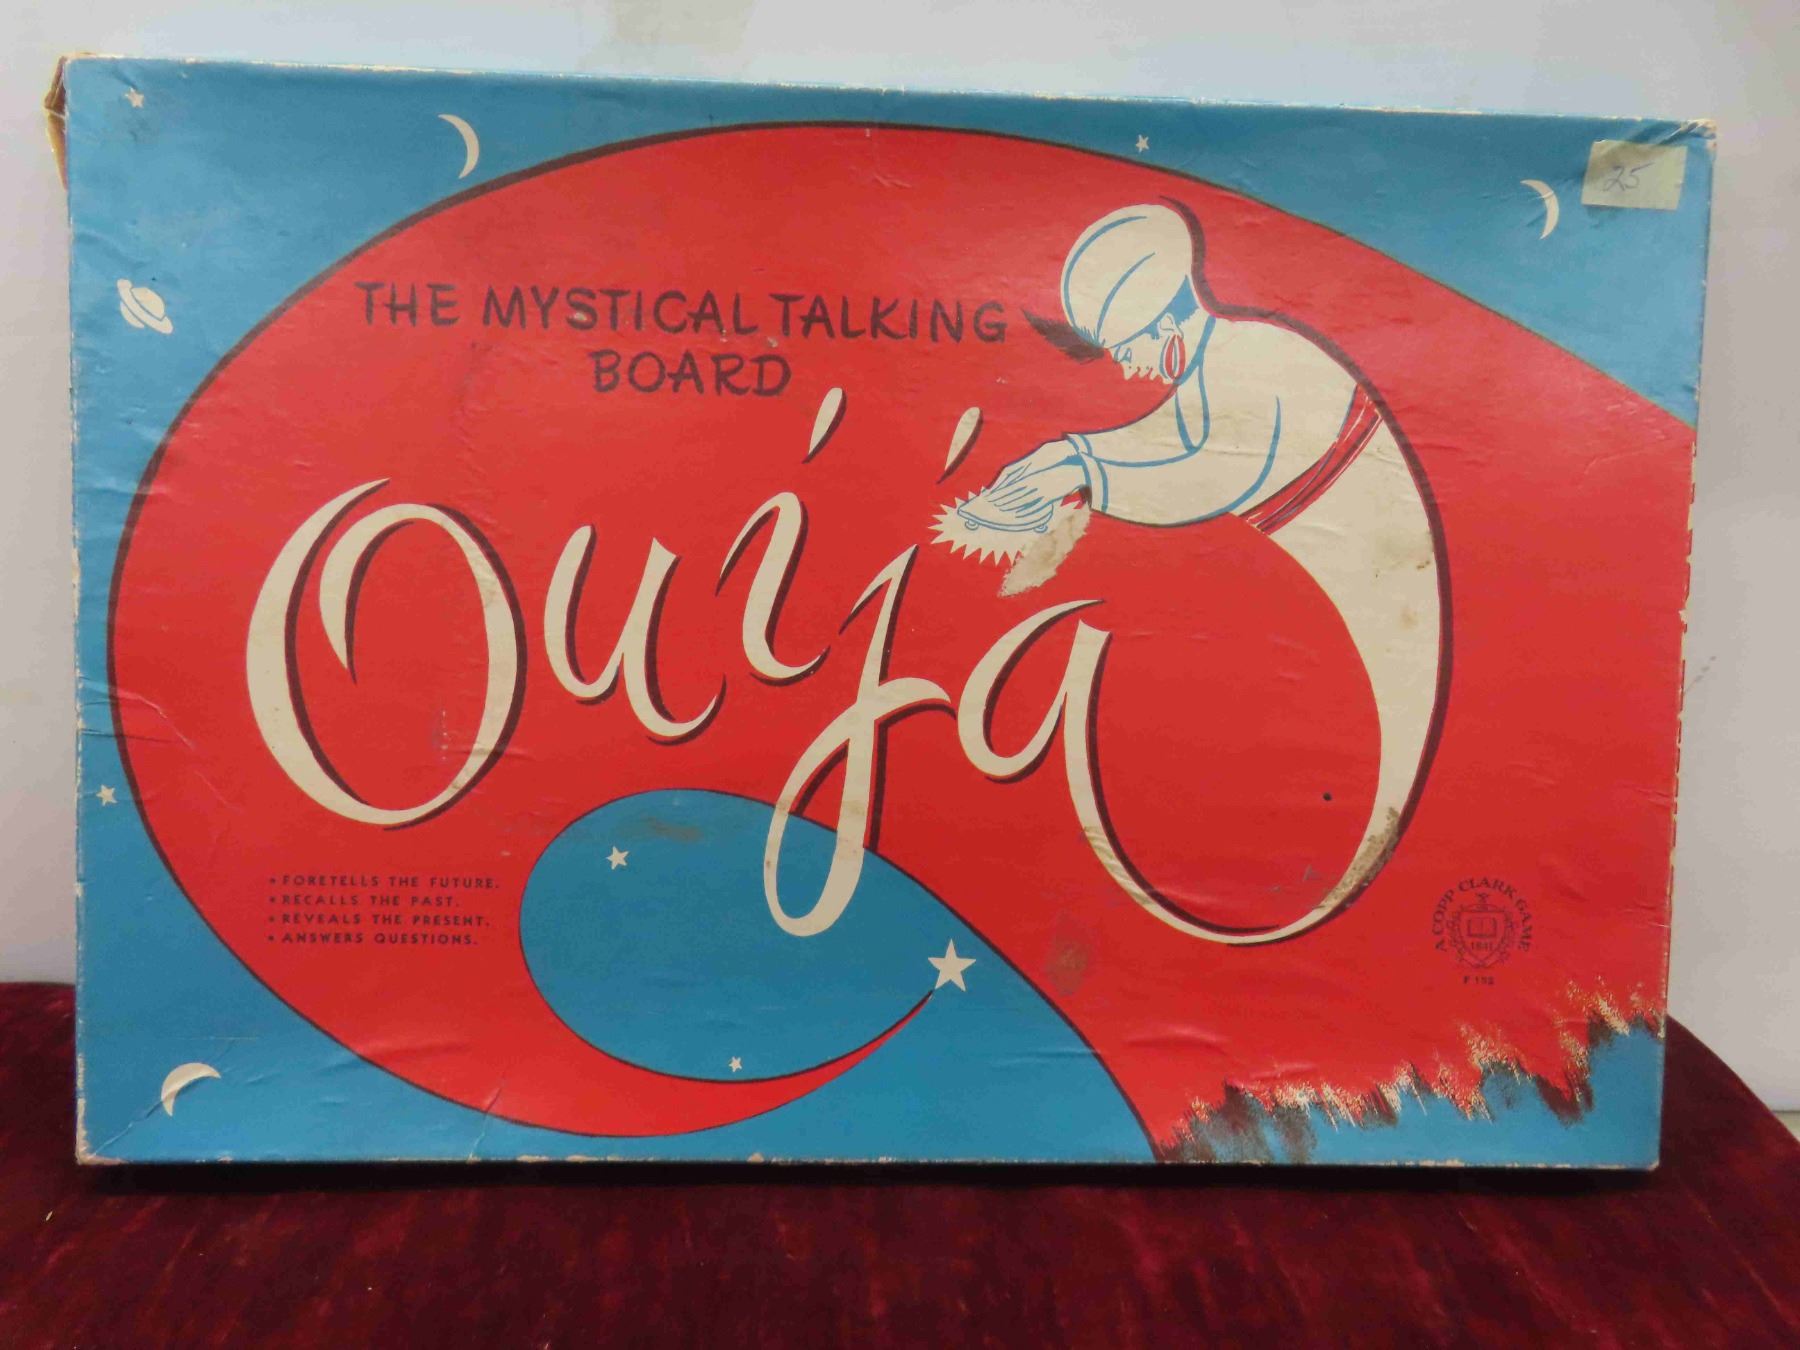 25
THE MYSTICAL TALKING
BOARD
Ouija
• FORETELLS THE FUTURE.
• RECALLS THE PAST.
• REVEALS THE PRESENT.
• ANSWERS QUESTIONS.
A COPP CLARK GAME
1841